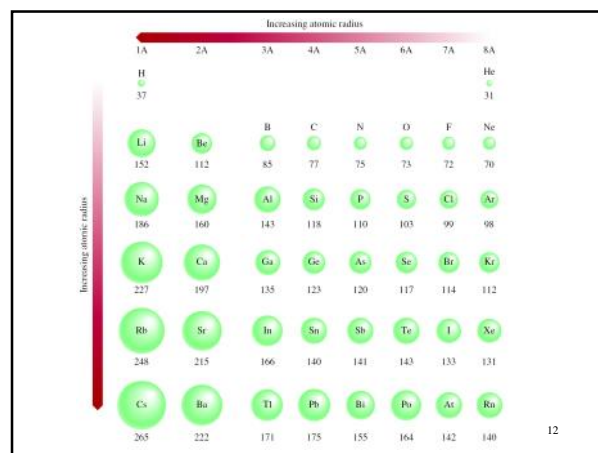 Increasing atomic radius
1A 2A 3A 4A 5A 6A 7A 8A
H He
37 31
B C N O F Ne
Li Be
152 112 85 77 75 73 72 70
Na Mg Al Si P S Cl Ar
186 160 143 118 110 103 99 98
K Ca Ga Ge As Se Br Kr
227 197 135 123 120 117 114 112
Rb Sr In Sn Sb Te I Xe
248 215 166 140 141 143 133 131
Cs Ba Tl Pb Bi Po At Rn
265 222 171 175 155 164 142 140
Increasing atomic radius
12